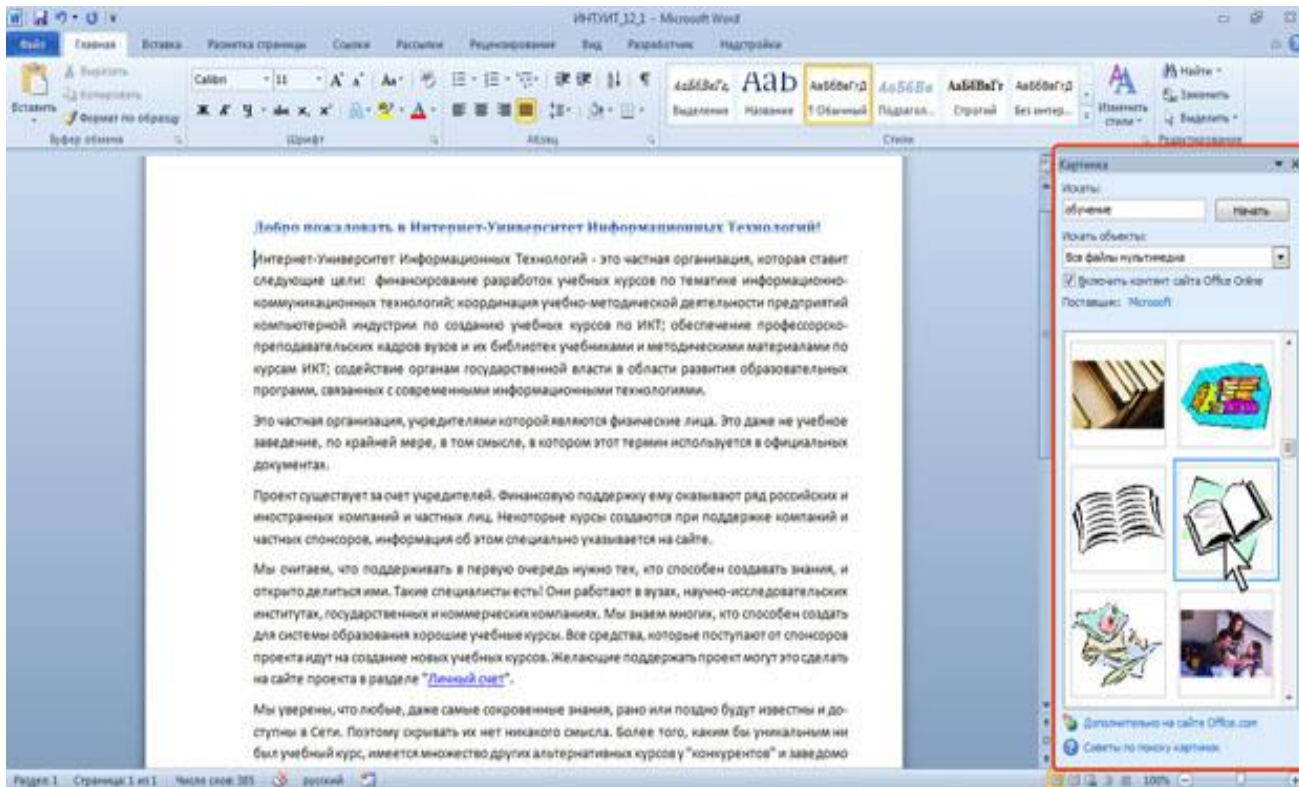 ИНТУИТ_12_1 - Microsoft Word
Файл Главная Вставка Разметка страницы Ссылки Рассылки Рецензирование Вид Разработчик Надстройки
Вырезать
Копировать
Вставить
Формат по образцу
Буфер обмена
Calibri 11
Шрифт
Абзац
АаБбВвГг, Aab АаБбВвГгД АаБбВв АаБбВвГг АаБбВвГгД
Выделение Название ¶ Обычный Подзагол... Строгий Без интер...
Изменить стили
Стили
Найти
Заменить
Выделить
Редактирование
Добро пожаловать в Интернет-Университет Информационных Технологий!
Интернет-Университет Информационных Технологий - это частная организация, которая ставит
следующие цели: финансирование разработок учебных курсов по тематике информационно-
коммуникационных технологий; координация учебно-методической деятельности предприятий
компьютерной индустрии по созданию учебных курсов по ИКТ; обеспечение профессорско-
преподавательских кадров вузов и их библиотек учебниками и методическими материалами по
курсам ИКТ; содействие органам государственной власти в области развития образовательных
программ, связанных с современными информационными технологиями.
Это частная организация, учредителями которой являются физические лица. Это даже не учебное
заведение, по крайней мере, в том смысле, в котором этот термин используется в официальных
документах.
Проект существует за счет учредителей. Финансовую поддержку ему оказывают ряд российских и
иностранных компаний и частных лиц. Некоторые курсы создаются при поддержке компаний и
частных спонсоров, информация об этом специально указывается на сайте.
Мы считаем, что поддерживать в первую очередь нужно тех, кто способен создавать знания, и
открыто делиться ими. Такие специалисты есть! Они работают в вузах, научно-исследовательских
институтах, государственных и коммерческих компаниях. Мы знаем многих, кто способен создать
для системы образования хорошие учебные курсы. Все средства, которые поступают от спонсоров
проекта идут на создание новых учебных курсов. Желающие поддержать проект могут это сделать
на сайте проекта в разделе "Личный счет".
Мы уверены, что любые, даже самые сокровенные знания, рано или поздно будут известны и до-
ступны в Сети. Поэтому скрывать их нет никакого смысла. Более того, каким бы уникальным ни
был учебный курс, имеется множество других альтернативных курсов у "конкурентов" и заведомо
Картинка
Искать:
обучение Начать
Искать объекты:
Все файлы мультимедиа
Включить контент сайта Office Online
Поставщик: Microsoft
Дополнительно на сайте Office.com
Советы по поиску картинок
Раздел: 1 Страница: 1 из 1 Число слов: 385 русский 100%